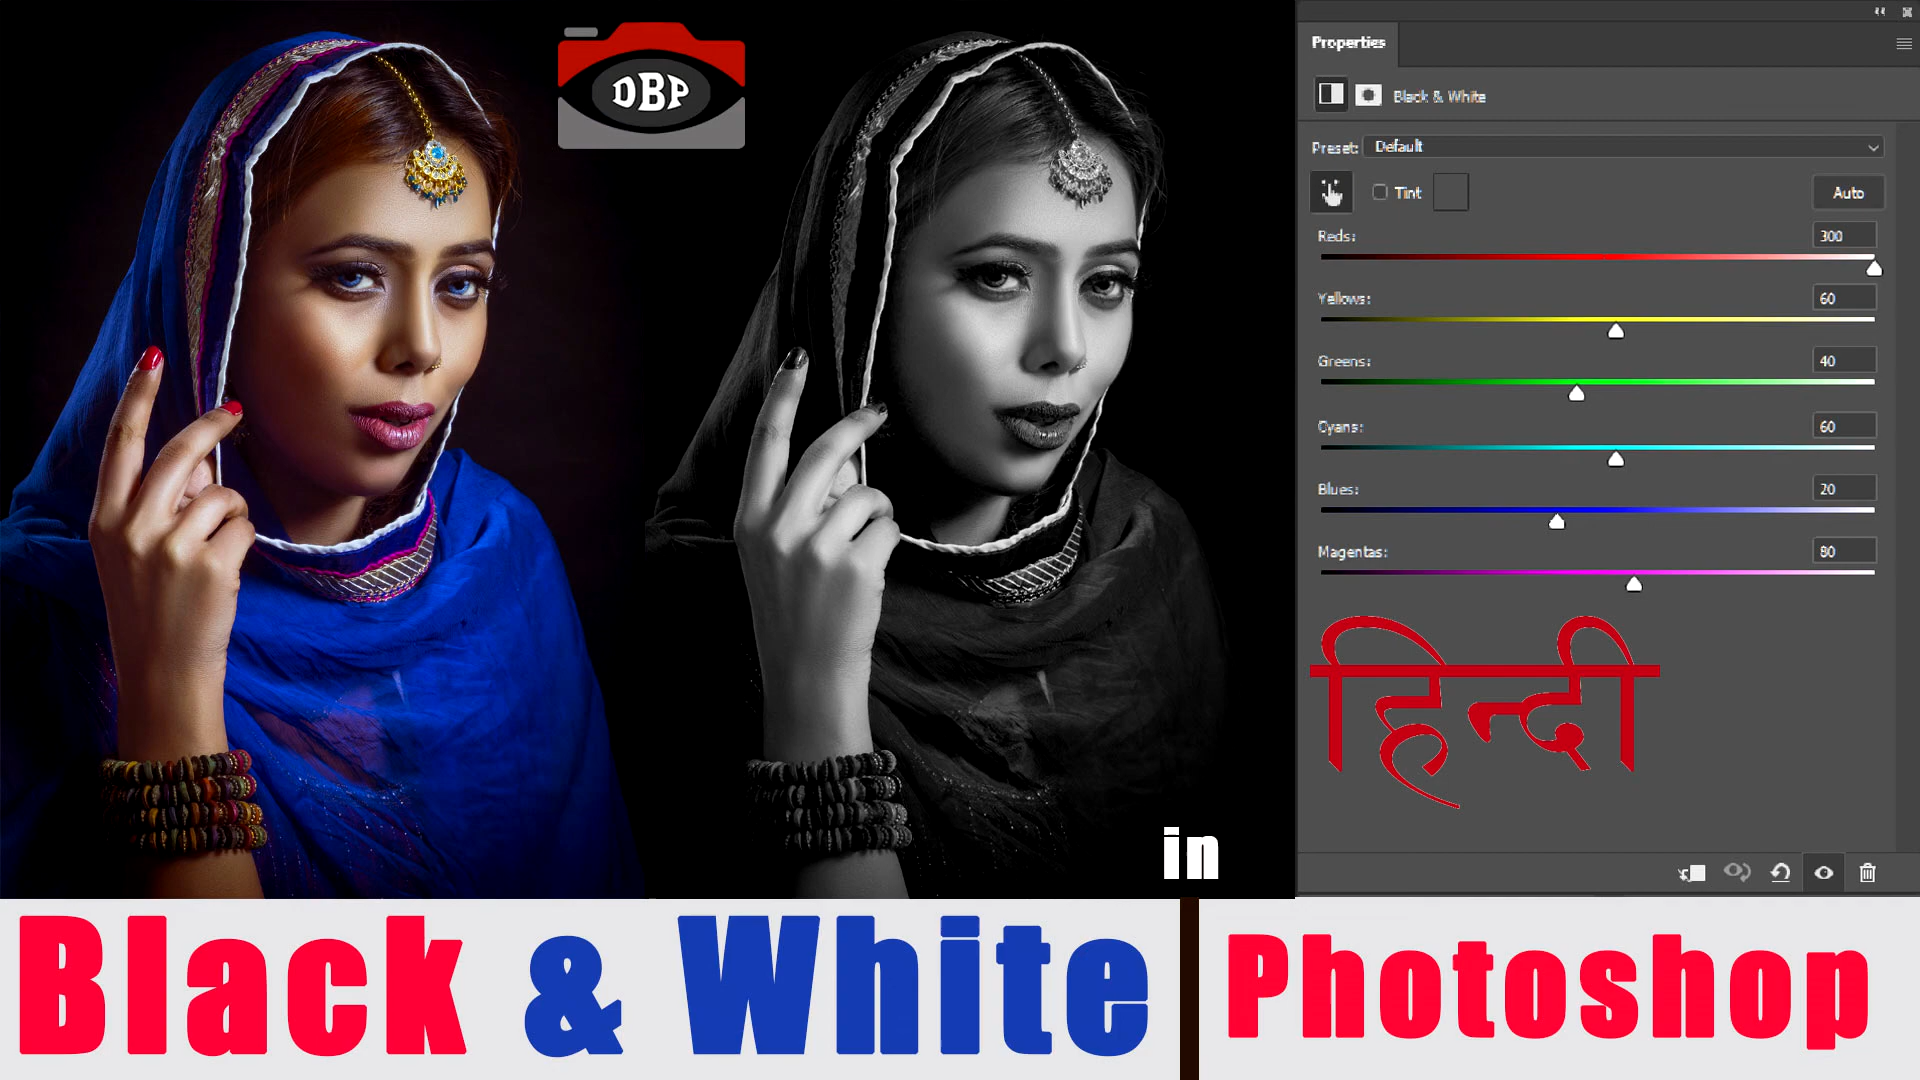 DBP
Properties
Black & White
Preset: Default
Tint
Auto
Reds: 300
Yellows: 60
Greens: 40
Cyans: 60
Blues: 20
Magentas: 80
हिन्दी
in
Black & White Photoshop